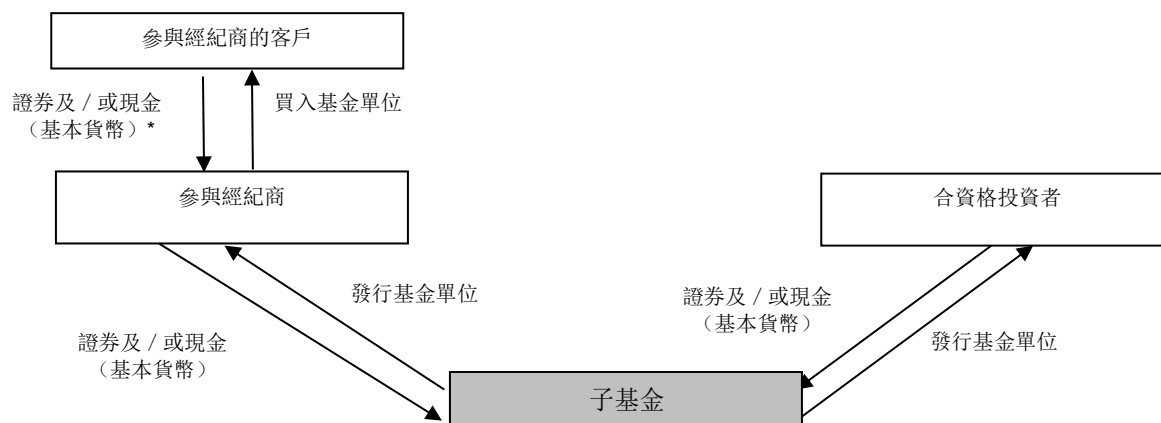 參與經紀商的客戶
證券及／或現金
（基本貨幣）*
買入基金單位
參與經紀商
合資格投資者
發行基金單位
證券及／或現金
（基本貨幣）
證券及／或現金
（基本貨幣）
發行基金單位
子基金